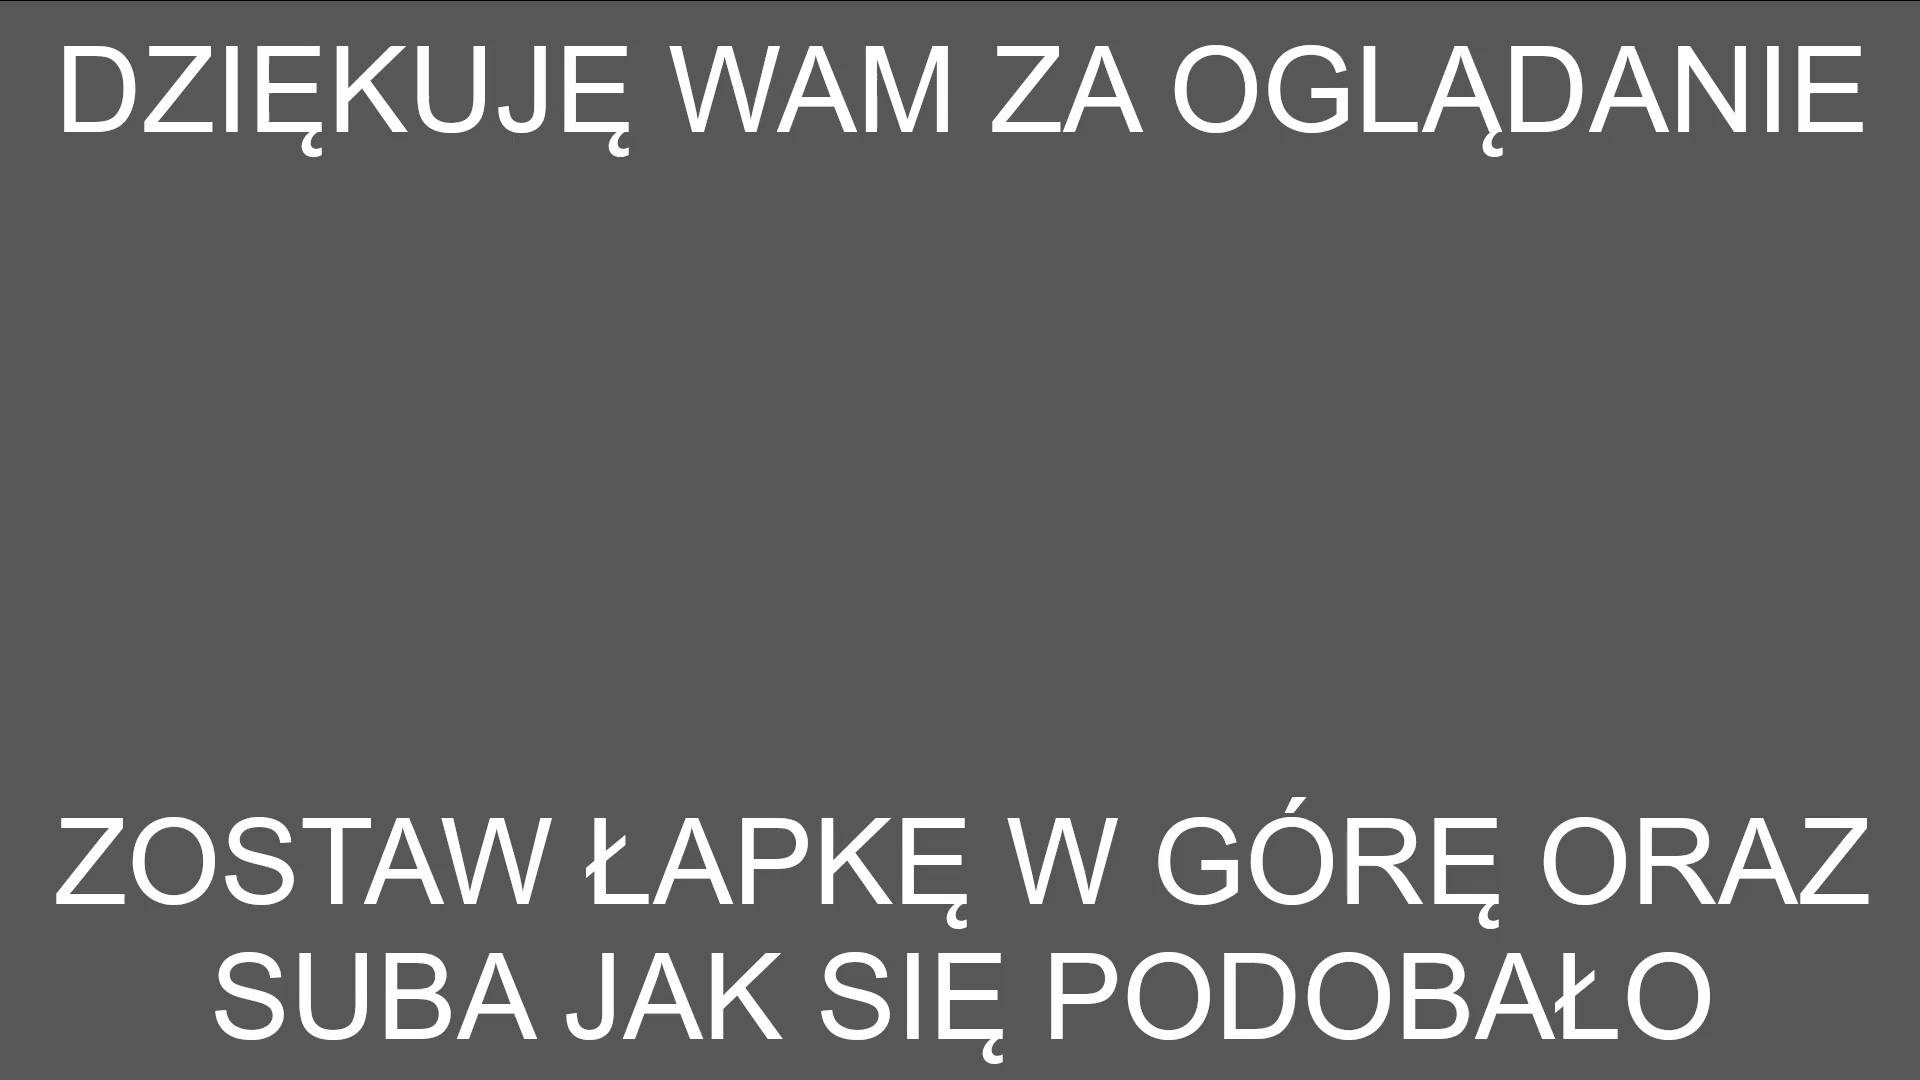 DZIĘKUJĘ WAM ZA OGLĄDANIE
ZOSTAW ŁAPKĘ W GÓRĘ ORAZ
SUBA JAK SIĘ PODOBAŁO